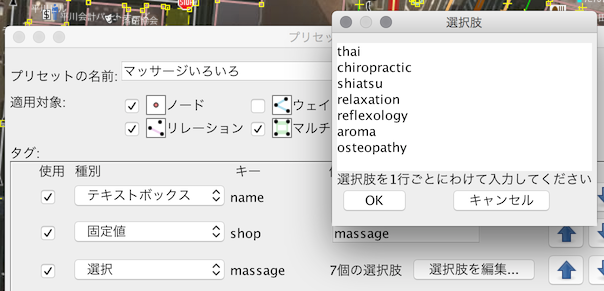 選択肢
プリセット
プリセットの名前:
マッサージいろいろ
thai
chiropractic
shiatsu
relaxation
reflexology
aroma
osteopathy
選択肢を1行ごとにわけて入力してください
OK
キャンセル
適用対象:
ノード
ウェイ
リレーション
マルチ
タグ:
使用
種別
キー
テキストボックス
name
固定値
shop
massage
選択
massage
7個の選択肢
選択肢を編集...